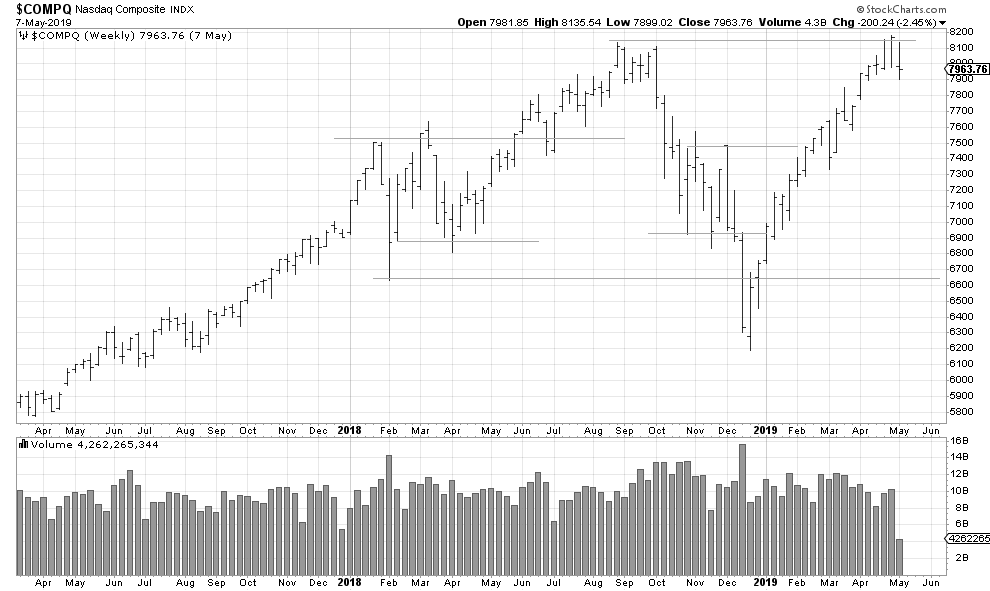 $COMPQ Nasdaq Composite INDX © StockCharts.com
7-May-2019 Open 7981.85 High 8135.54 Low 7899.02 Close 7963.76 Volume 4.3B Chg -200.24 (-2.45%)
$COMPQ (Weekly) 7963.76 (7 May)
8200
8100
8000
7963.76
7900
7800
7700
7600
7500
7400
7300
7200
7100
7000
6900
6800
6700
6600
6500
6400
6300
6200
6100
6000
5900
5800
Apr May Jun Jul Aug Sep Oct Nov Dec 2018 Feb Mar Apr May Jun Jul Aug Sep Oct Nov Dec 2019 Feb Mar Apr May Jun
Volume 4,262,265,344
16B
14B
12B
10B
8B
6B
4262265
2B
Apr May Jun Jul Aug Sep Oct Nov Dec 2018 Feb Mar Apr May Jun Jul Aug Sep Oct Nov Dec 2019 Feb Mar Apr May Jun